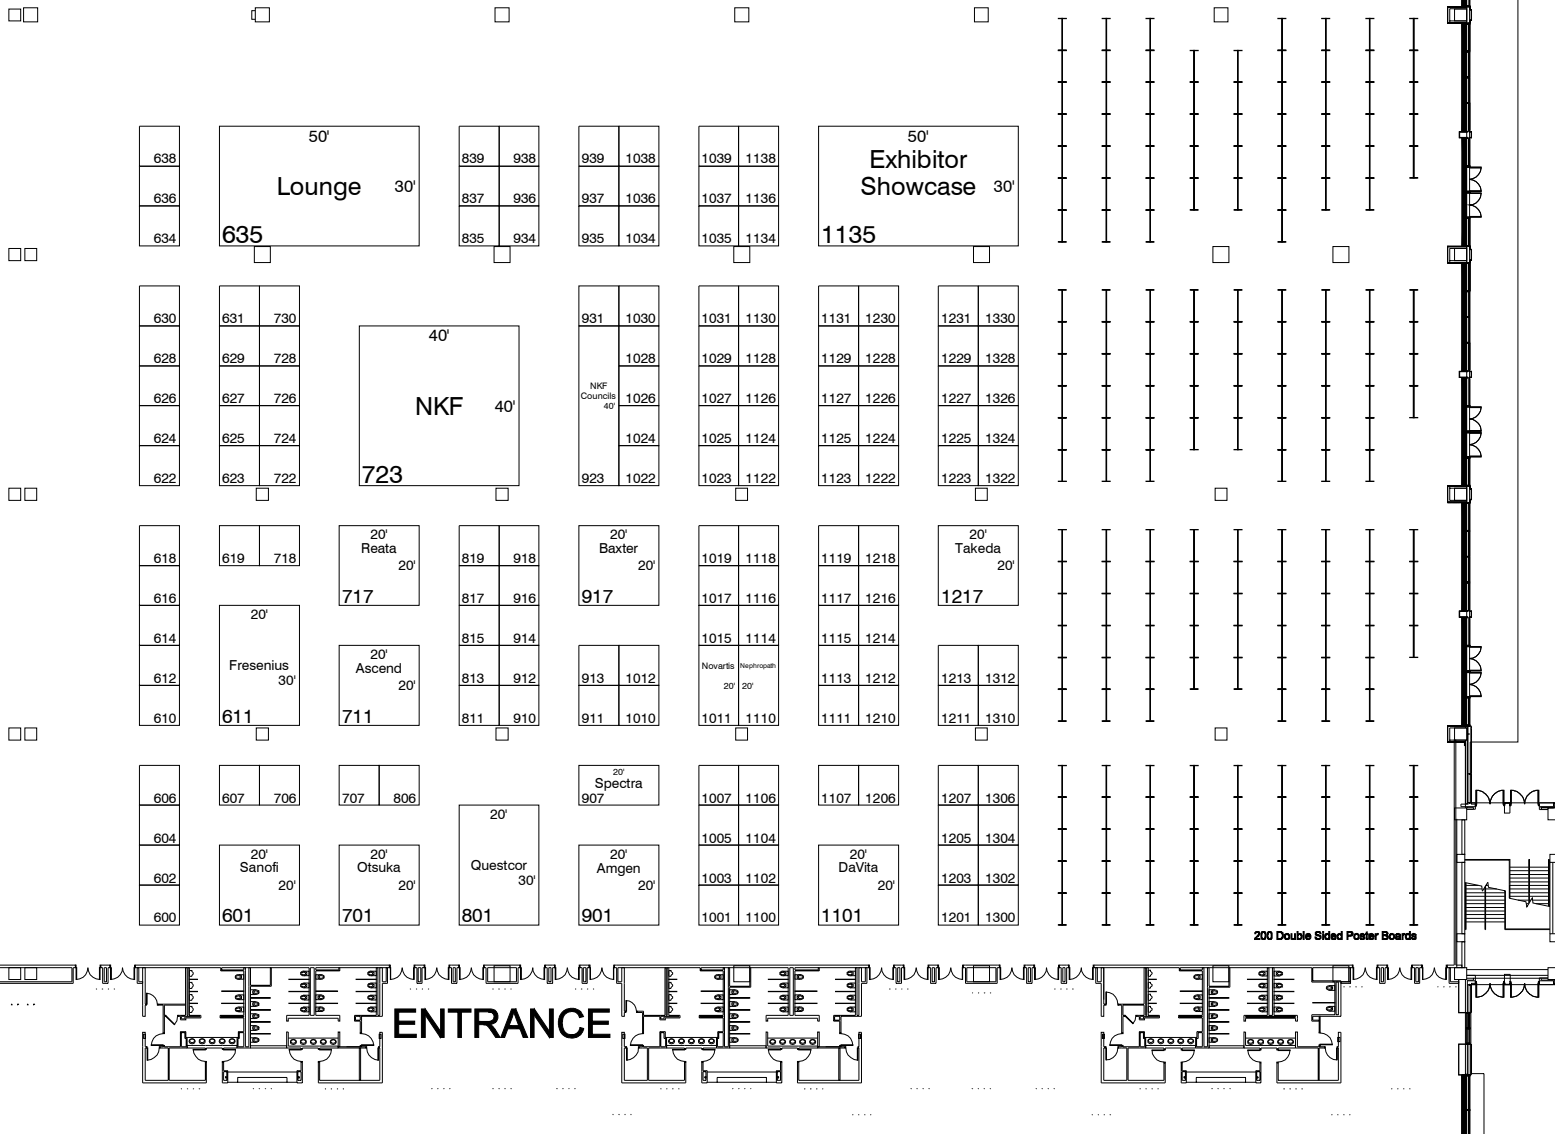 50' 50'
638 839 938 939 1038 1039 1138 Exhibitor
Lounge 30' Showcase 30'
636 837 936 937 1036 1037 1136
634 635 835 934 935 1034 1035 1134 1135
630 631 730 931 1030 1031 1130 1131 1230 1231 1330
40'
628 629 728 1028 1029 1128 1129 1228 1229 1328
NKF
Councils
40'
626 627 726 NKF 40' 1026 1027 1126 1127 1226 1227 1326
624 625 724 1024 1025 1124 1125 1224 1225 1324
622 623 722 723 923 1022 1023 1122 1123 1222 1223 1322
20' 20' 20'
Reata Baxter Takeda
618 619 718 819 918 1019 1118 1119 1218
20' 20' 20'
616 717 817 916 917 1017 1116 1117 1216 1217
20'
614 815 914 1015 1114 1115 1214
20'
Fresenius Ascend Novartis Nephropath
612 30' 20' 813 912 913 1012 20' 20' 1113 1212 1213 1312
610 611 711 811 910 911 1010 1011 1110 1111 1210 1211 1310
20'
Spectra
606 607 706 707 806 907 1007 1106 1107 1206 1207 1306
20'
604 1005 1104 1205 1304
20' 20' 20' 20'
Sanofi Otsuka Questcor Amgen DaVita
602 20' 20' 30' 20' 1003 1102 20' 1203 1302
600 601 701 801 901 1001 1100 1101 1201 1300
200 Double Sided Poster Boards
ENTRANCE